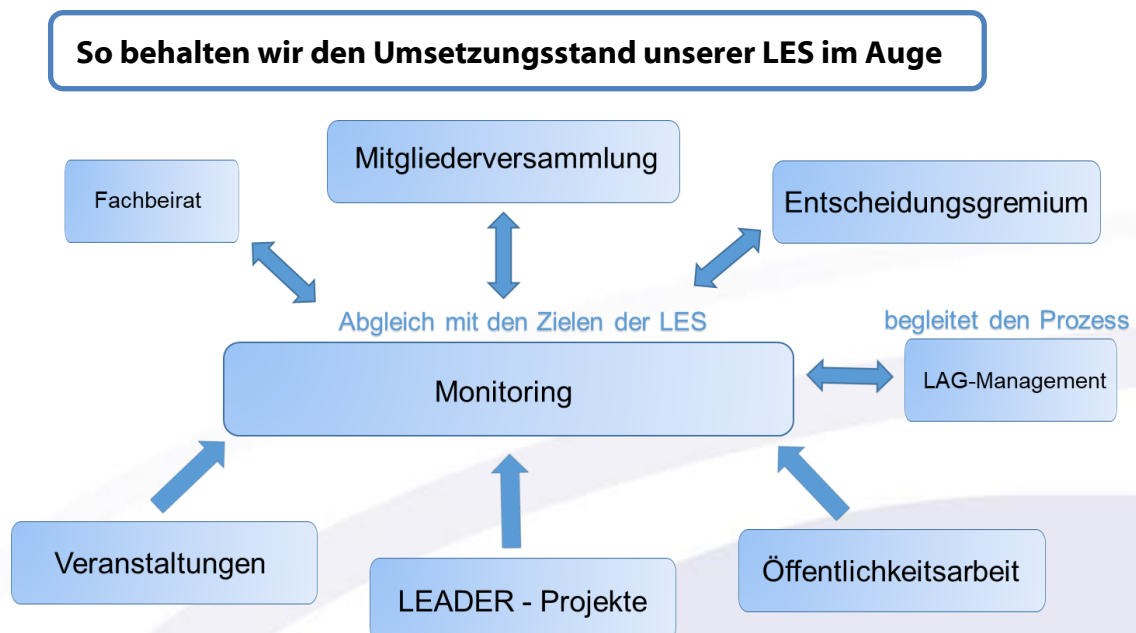 So behalten wir den Umsetzungsstand unserer LES im Auge
Mitgliederversammlung
Fachbeirat
Entscheidungsgremium
Abgleich mit den Zielen der LES
begleitet den Prozess
Monitoring
LAG-Management
Veranstaltungen
LEADER - Projekte
Öffentlichkeitsarbeit